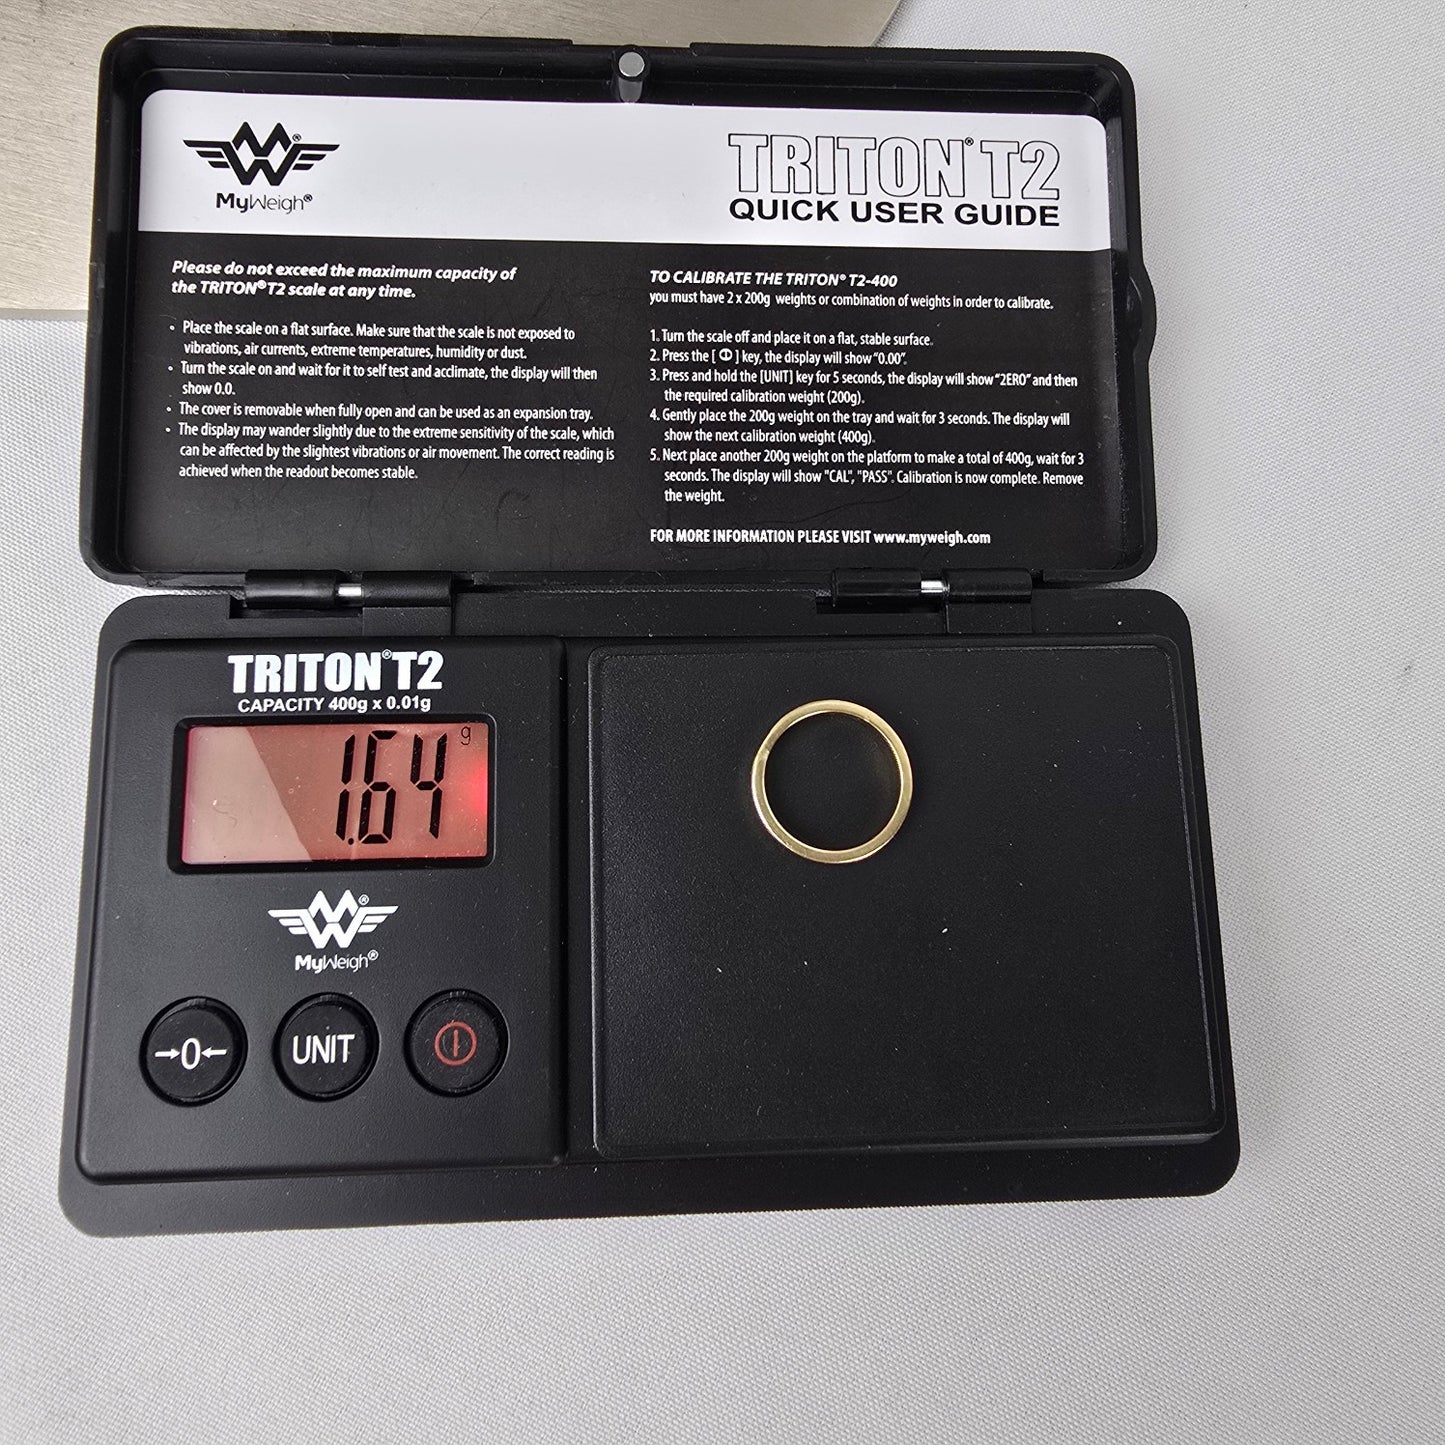 MyWeigh®
TRITON® T2
QUICK USER GUIDE
Please do not exceed the maximum capacity of
the TRITON®T2 scale at any time.
• Place the scale on a flat surface. Make sure that the scale is not exposed to
vibrations, air currents, extreme temperatures, humidity or dust.
• Turn the scale on and wait for it to self test and acclimate, the display will then
show 0.0.
• The cover is removable when fully open and can be used as an expansion tray.
• The display may wander slightly due to the extreme sensitivity of the scale, which
can be affected by the slightest vibrations or air movement. The correct reading is
achieved when the readout becomes stable.
TO CALIBRATE THE TRITON® T2-400
you must have 2 x 200g weights or combination of weights in order to calibrate.
1. Turn the scale off and place it on a flat, stable surface.
2. Press the [ ⏼ ] key, the display will show "0.00".
3. Press and hold the [UNIT] key for 5 seconds, the display will show "2ERO" and then
the required calibration weight (200g).
4. Gently place the 200g weight on the tray and wait for 3 seconds. The display will
show the next calibration weight (400g).
5. Next place another 200g weight on the platform to make a total of 400g, wait for 3
seconds. The display will show "CAL", "PASS". Calibration is now complete. Remove
the weight.
FOR MORE INFORMATION PLEASE VISIT www.myweigh.com
TRITON® T2
CAPACITY 400g x 0.01g
1.64 g
MyWeigh®
→0← UNIT